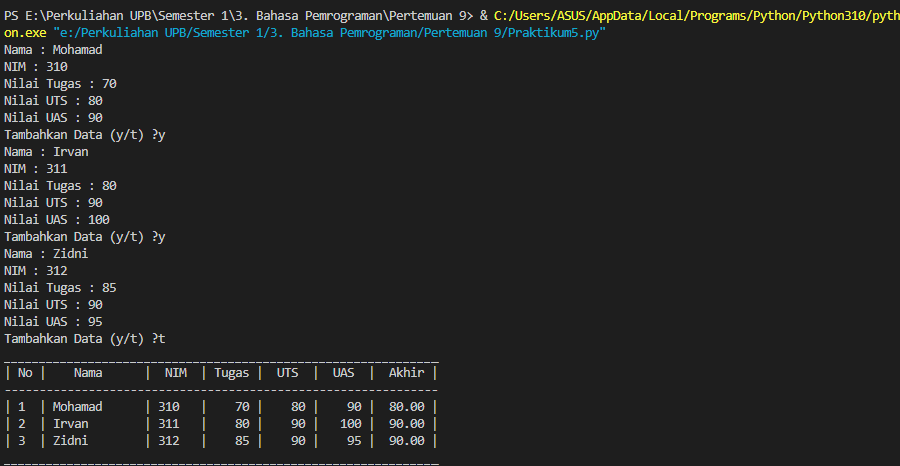 PS E:\Perkuliahan UPB\Semester 1\3. Bahasa Pemrograman\Pertemuan 9> & C:/Users/ASUS/AppData/Local/Programs/Python/Python310/pyth
on.exe "e:/Perkuliahan UPB/Semester 1/3. Bahasa Pemrograman/Pertemuan 9/Praktikum5.py"
Nama : Mohamad
NIM : 310
Nilai Tugas : 70
Nilai UTS : 80
Nilai UAS : 90
Tambahkan Data (y/t) ?y
Nama : Irvan
NIM : 311
Nilai Tugas : 80
Nilai UTS : 90
Nilai UAS : 100
Tambahkan Data (y/t) ?y
Nama : Zidni
NIM : 312
Nilai Tugas : 85
Nilai UTS : 90
Nilai UAS : 95
Tambahkan Data (y/t) ?t
______________________________________________________________
| No |    Nama      |  NIM  | Tugas |  UTS  |  UAS  |  Akhir |
--------------------------------------------------------------
| 1  | Mohamad      | 310   |    70 |    80 |    90 |  80.00 |
| 2  | Irvan        | 311   |    80 |    90 |   100 |  90.00 |
| 3  | Zidni        | 312   |    85 |    90 |    95 |  90.00 |
______________________________________________________________